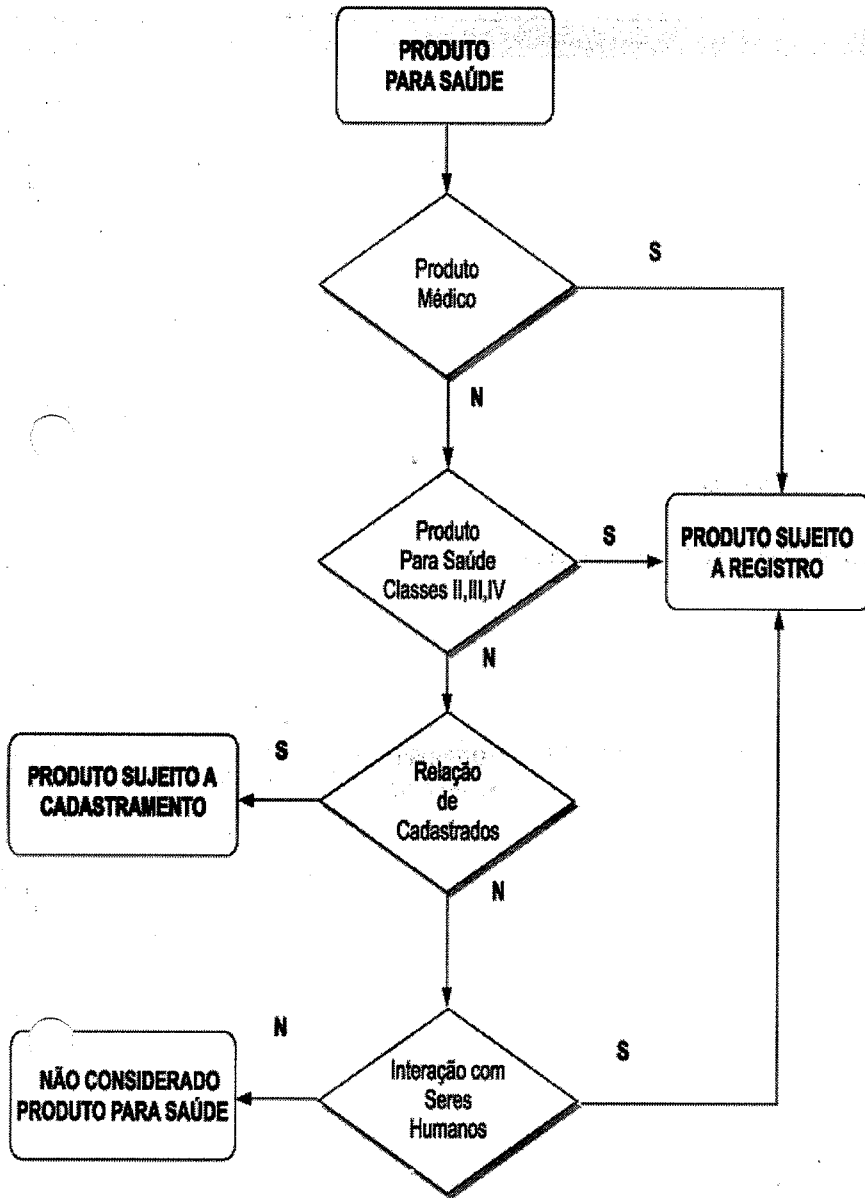 PRODUTO
PARA SAÚDE
Produto
Médico
S
N
Produto
Para Saúde
Classes II,III,IV
S
PRODUTO SUJEITO
A REGISTRO
N
Relação
de
Cadastrados
S
PRODUTO SUJEITO A
CADASTRAMENTO
N
Interação com
Seres
Humanos
N
NÃO CONSIDERADO
PRODUTO PARA SAÚDE
S